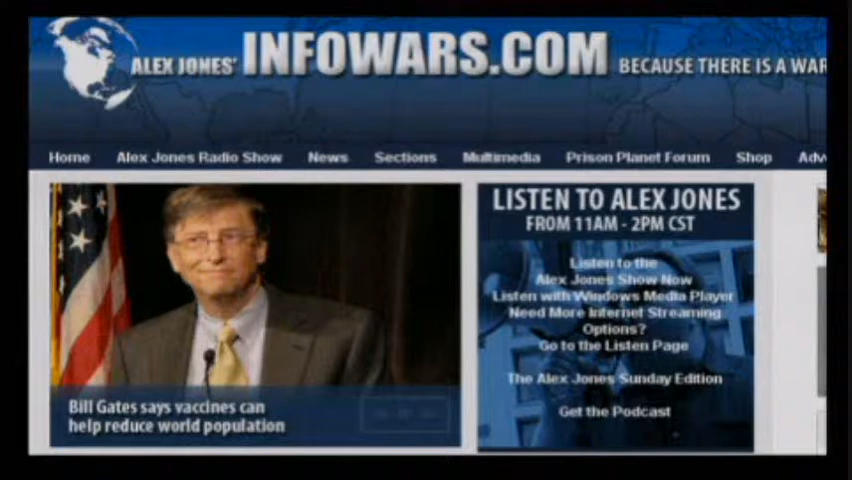 ALEX JONES' INFOWARS.COM BECAUSE THERE IS A WAR
Home Alex Jones Radio Show News Sections Multimedia Prison Planet Forum Shop Adv
LISTEN TO ALEX JONES
FROM 11AM - 2PM CST
Listen to the
Alex Jones Show Now
Listen with Windows Media Player
Need More Internet Streaming
Options?
Go to the Listen Page
The Alex Jones Sunday Edition
Get the Podcast
Bill Gates says vaccines can
help reduce world population